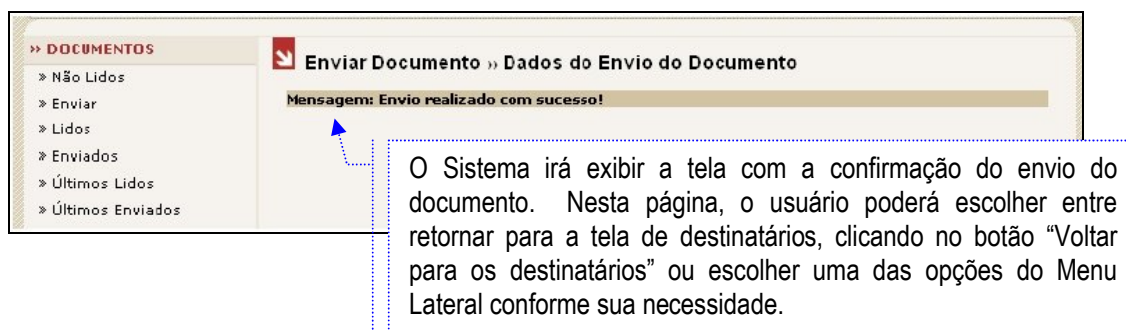 » DOCUMENTOS
» Não Lidos
» Enviar
» Lidos
» Enviados
» Últimos Lidos
» Últimos Enviados
Enviar Documento » Dados do Envio do Documento
Mensagem: Envio realizado com sucesso!
O Sistema irá exibir a tela com a confirmação do envio do
documento. Nesta página, o usuário poderá escolher entre
retornar para a tela de destinatários, clicando no botão “Voltar
para os destinatários” ou escolher uma das opções do Menu
Lateral conforme sua necessidade.